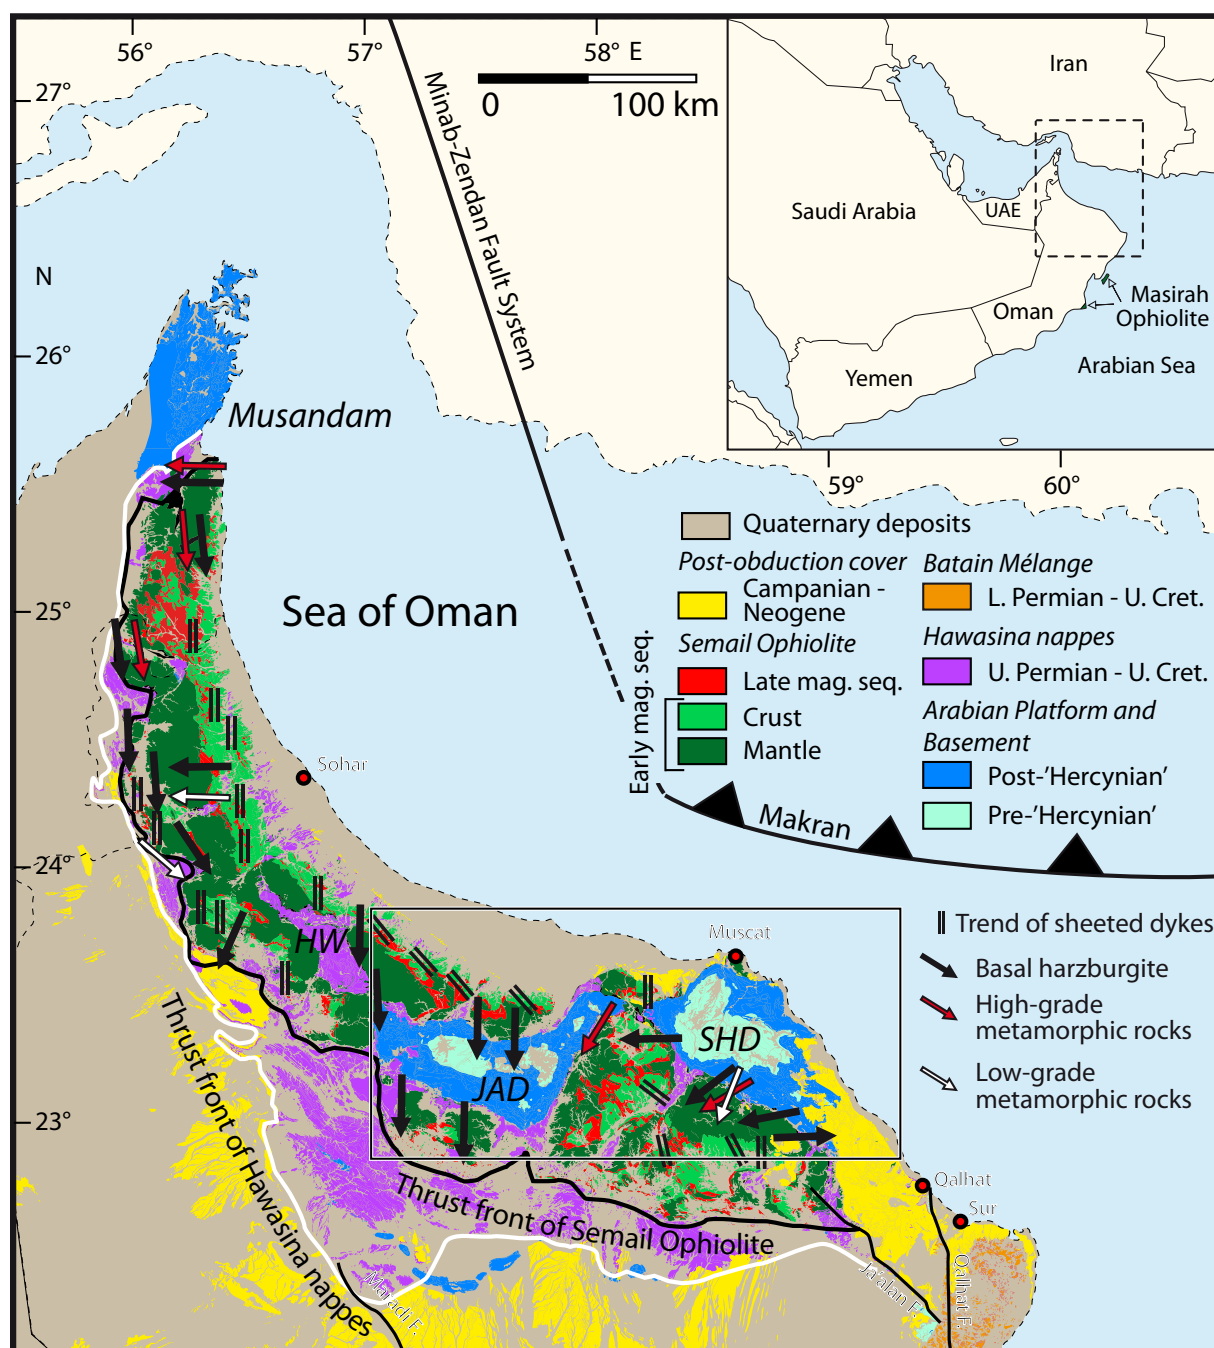 56°
57°
58° E
27°
0
100 km
Minab-Zendan Fault System
Iran
Saudi Arabia
UAE
Oman
Masirah
Ophiolite
Yemen
Arabian Sea
N
26°
Musandam
59°
60°
25°
Sea of Oman
Quaternary deposits
Post-obduction cover
Campanian -
Neogene
Semail Ophiolite
Late mag. seq.
Crust
Mantle
Early mag. seq.
Batain Mélange
L. Permian - U. Cret.
Hawasina nappes
U. Permian - U. Cret.
Arabian Platform and
Basement
Post-'Hercynian'
Pre-'Hercynian'
Sohar
Makran
24°
Trend of sheeted dykes
Basal harzburgite
High-grade
metamorphic rocks
Low-grade
metamorphic rocks
HW
Muscat
SHD
JAD
23°
Thrust front of Hawasina nappes
Thrust front of Semail Ophiolite
Qalhat
Sur
Maradi F.
Ja'alan F.
Qalhat F.